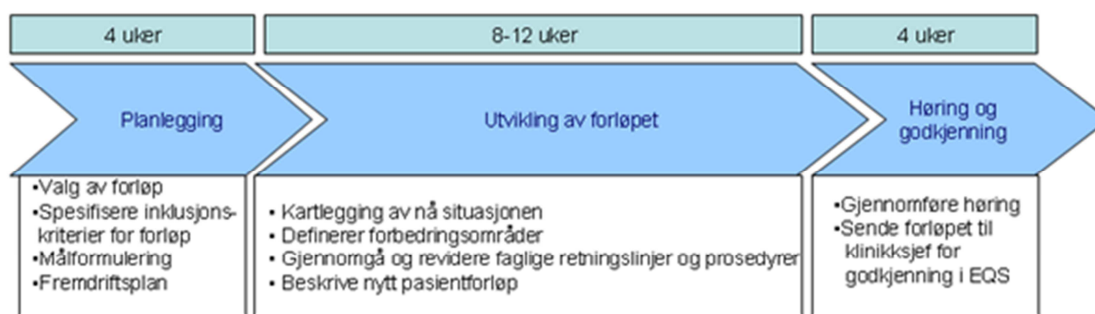 4 uker
8-12 uker
4 uker
Planlegging
Utvikling av forløpet
Høring og
godkjenning
•Valg av forløp
•Spesifisere inklusjons-
kriterier for forløp
•Målformulering
•Fremdriftsplan
• Kartlegging av nå situasjonen
• Definerer forbedringsområder
• Gjennomgå og revidere faglige retningslinjer og prosedyrer
• Beskrive nytt pasientforløp
•Gjennomføre høring
•Sende forløpet til
klinikksjef for
godkjenning i EQS